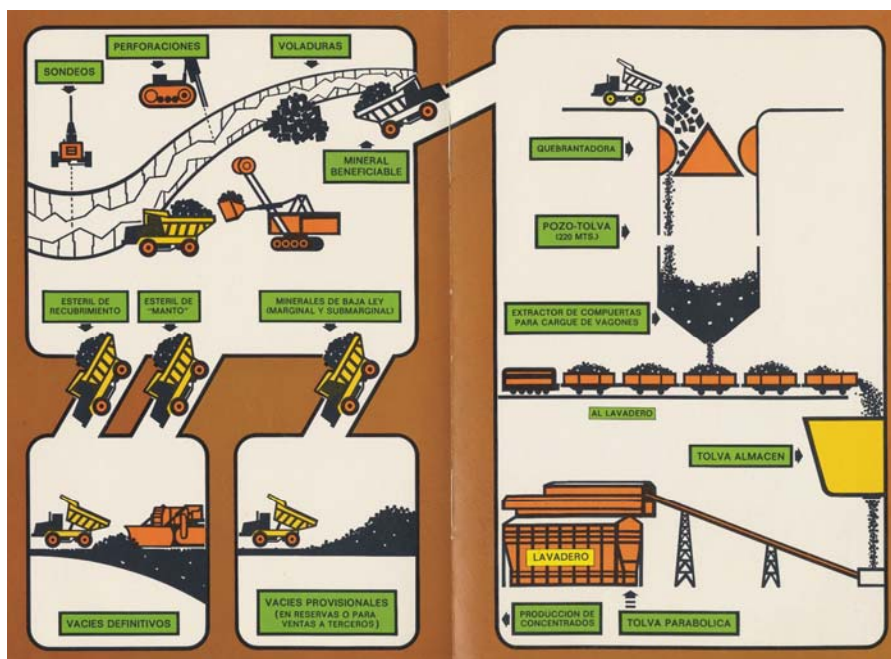 SONDEOS
PERFORACIONES
VOLADURAS
MINERAL
BENEFICIABLE
ESTERIL DE
RECUBRIMIENTO
ESTERIL DE
"MANTO"
MINERALES DE BAJA LEY
(MARGINAL Y SUBMARGINAL)
VACIES DEFINITIVOS
VACIES PROVISIONALES
(EN RESERVAS O PARA
VENTAS A TERCEROS)
QUEBRANTADORA
POZO-TOLVA
(220 MTS.)
EXTRACTOR DE COMPUERTAS
PARA CARGUE DE VAGONES
AL LAVADERO
TOLVA ALMACEN
LAVADERO
PRODUCCION DE
CONCENTRADOS
TOLVA PARABOLICA